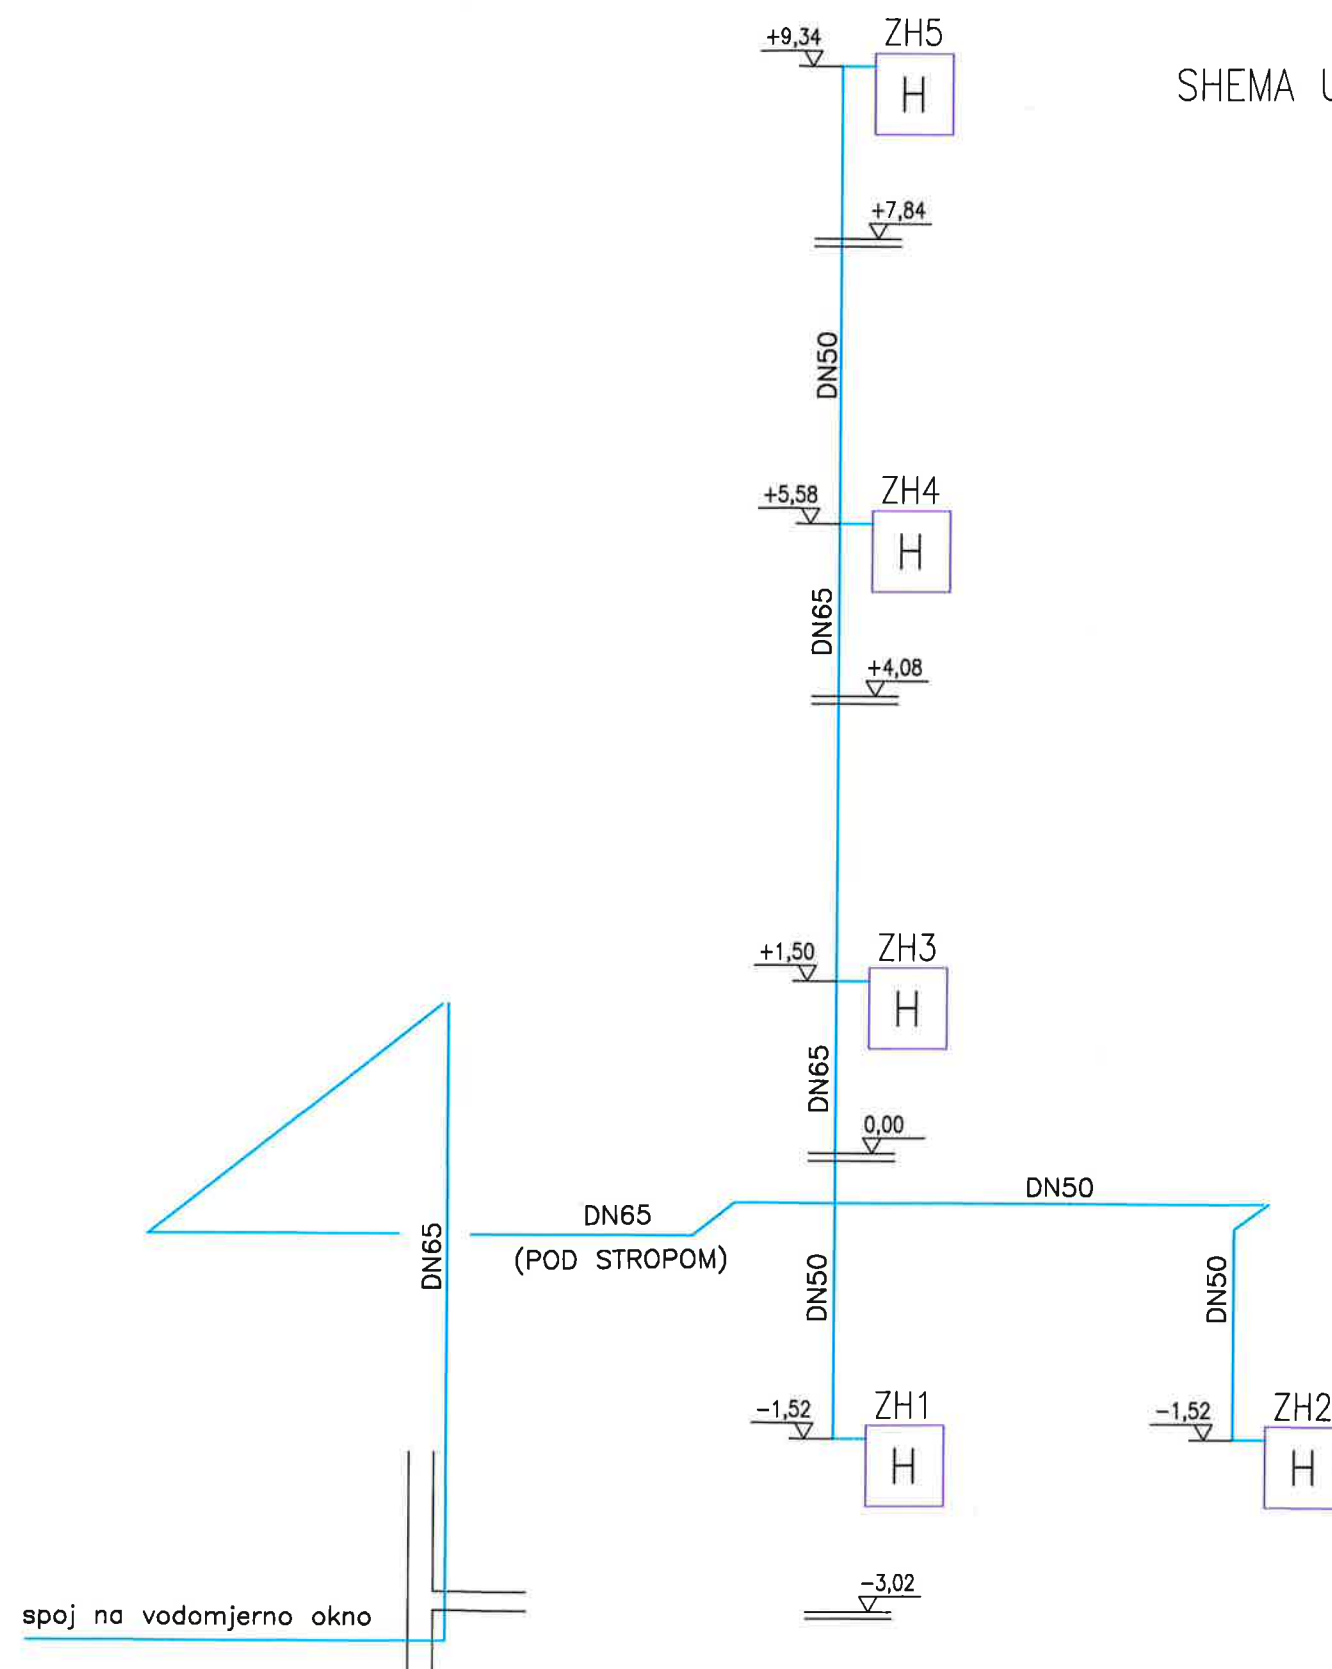 ZH5
+9,34
SHEMA U
H
+7,84
DN50
ZH4
+5,58
H
DN65
+4,08
ZH3
+1,50
H
DN65
0,00
DN50
DN65
(POD STROPOM)
DN65
DN50
DN50
ZH1
-1,52
H
ZH2
-1,52
H
-3,02
spoj na vodomjerno okno